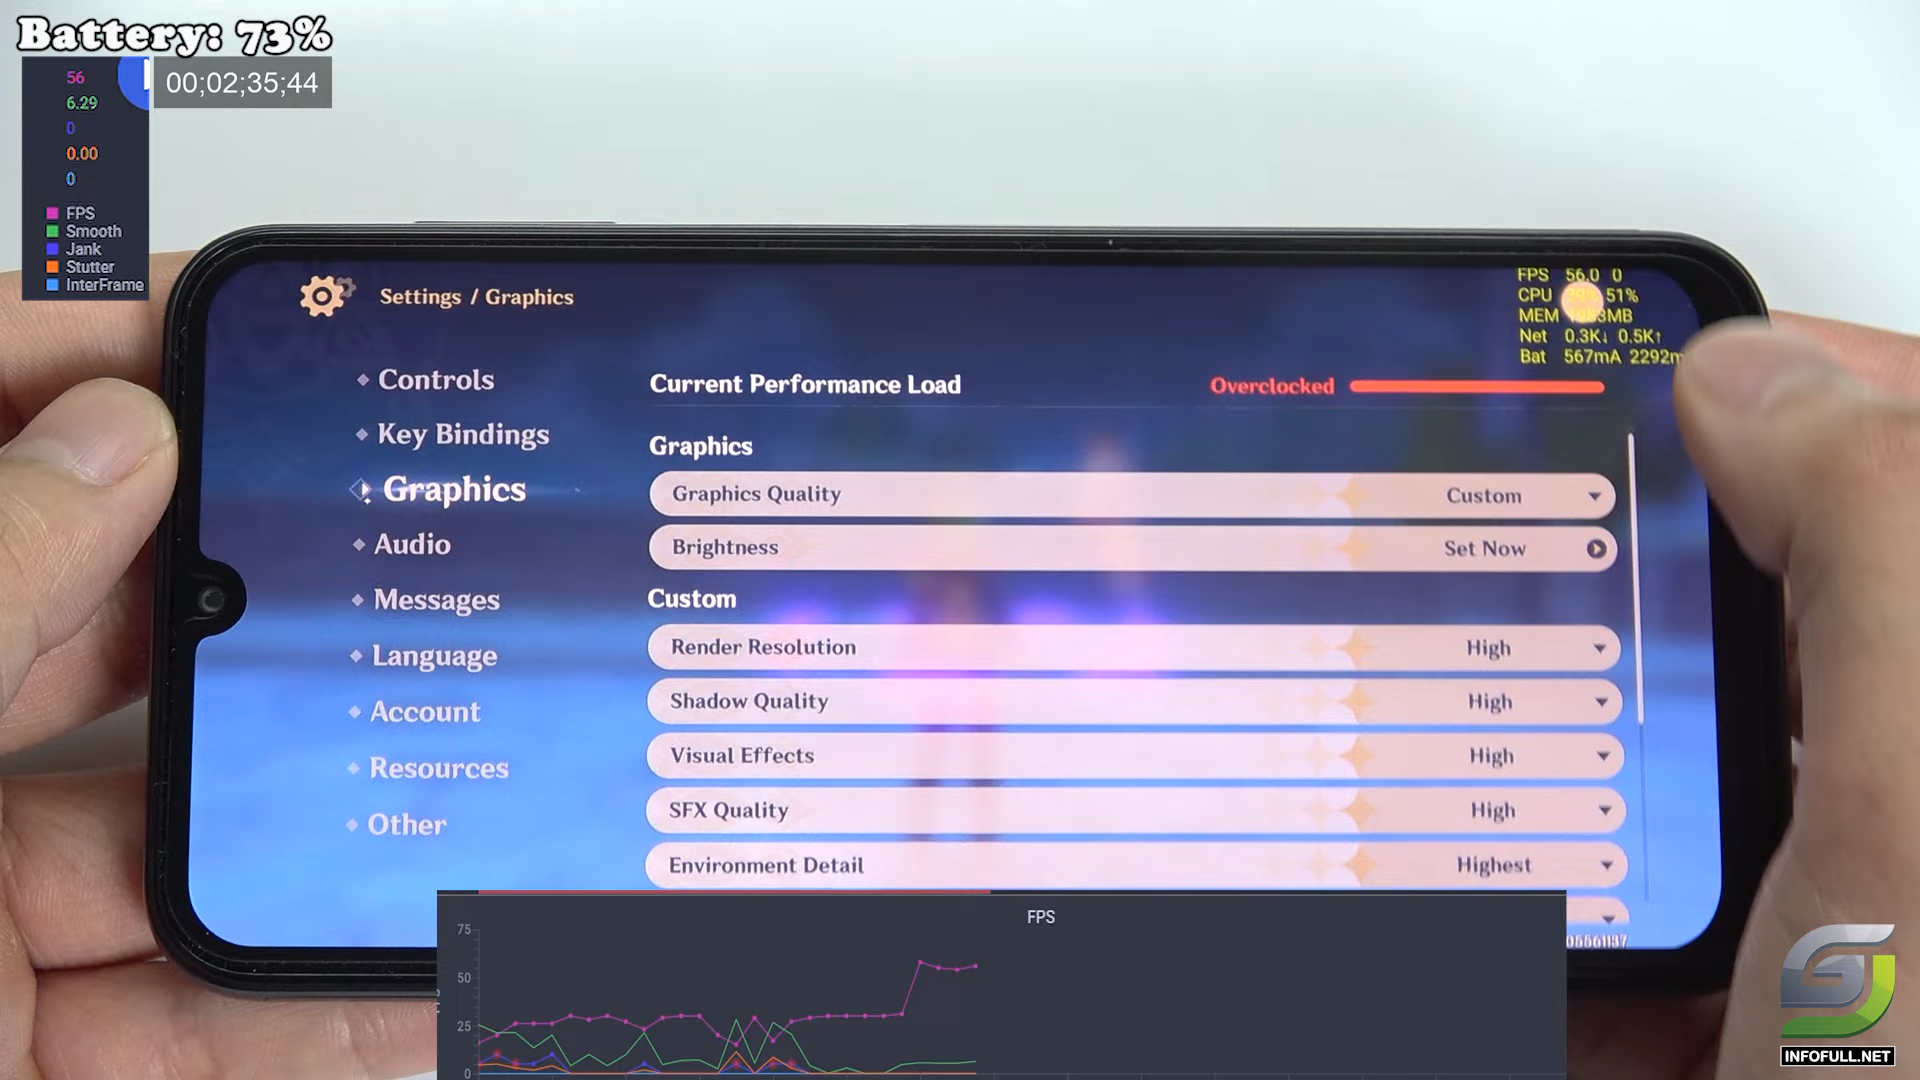 Battery: 73%
56
00;02;35;44
6.29
0
0.00
0
FPS
Smooth
Jank
Stutter
InterFrame
Settings / Graphics
FPS 56.0 0
CPU 51%
MEM MB
Net 0.3K↓ 0.5K↑
Bat 567mA 2292m
Controls
Key Bindings
Graphics
Audio
Messages
Language
Account
Resources
Other
Current Performance Load
Overclocked
Graphics
Graphics Quality
Custom
Brightness
Set Now
Custom
Render Resolution
High
Shadow Quality
High
Visual Effects
High
SFX Quality
High
Environment Detail
Highest
05561137
FPS
75
50
25
0
INFOFULL.NET